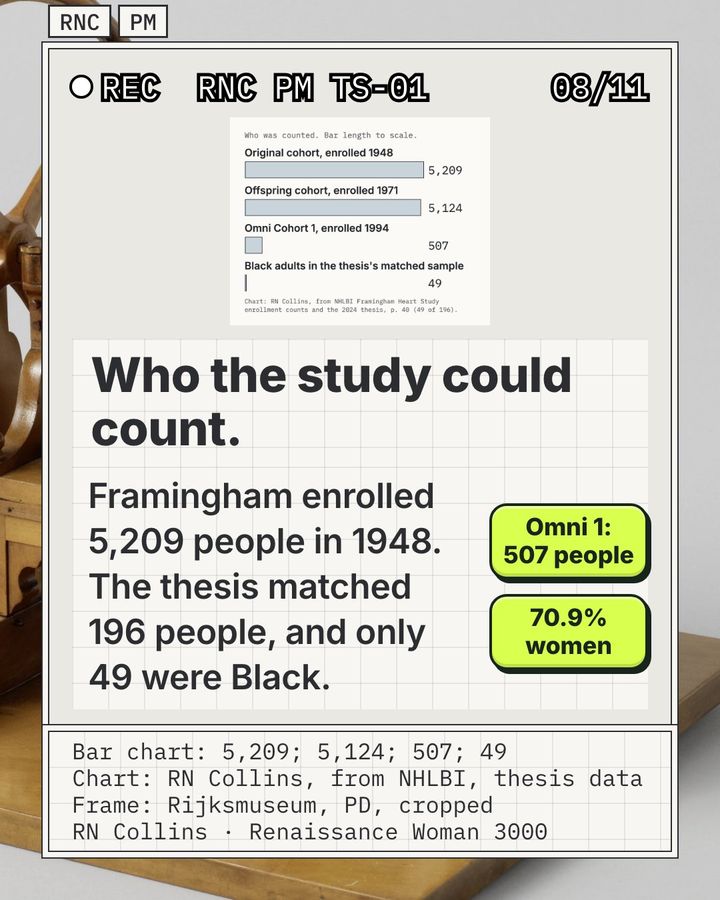 RNC PM
REC RNC PM TS-01 08/11
Who was counted. Bar length to scale.
Original cohort, enrolled 1948
5,209
Offspring cohort, enrolled 1971
5,124
Omni Cohort 1, enrolled 1994
507
Black adults in the thesis's matched sample
49
Chart: RN Collins, from NHLBI Framingham Heart Study
enrollment counts and the 2024 thesis, p. 40 (49 of 196).
Who the study could
count.
Framingham enrolled
5,209 people in 1948.
The thesis matched
196 people, and only
49 were Black.
Omni 1:
507 people
70.9%
women
Bar chart: 5,209; 5,124; 507; 49
Chart: RN Collins, from NHLBI, thesis data
Frame: Rijksmuseum, PD, cropped
RN Collins · Renaissance Woman 3000